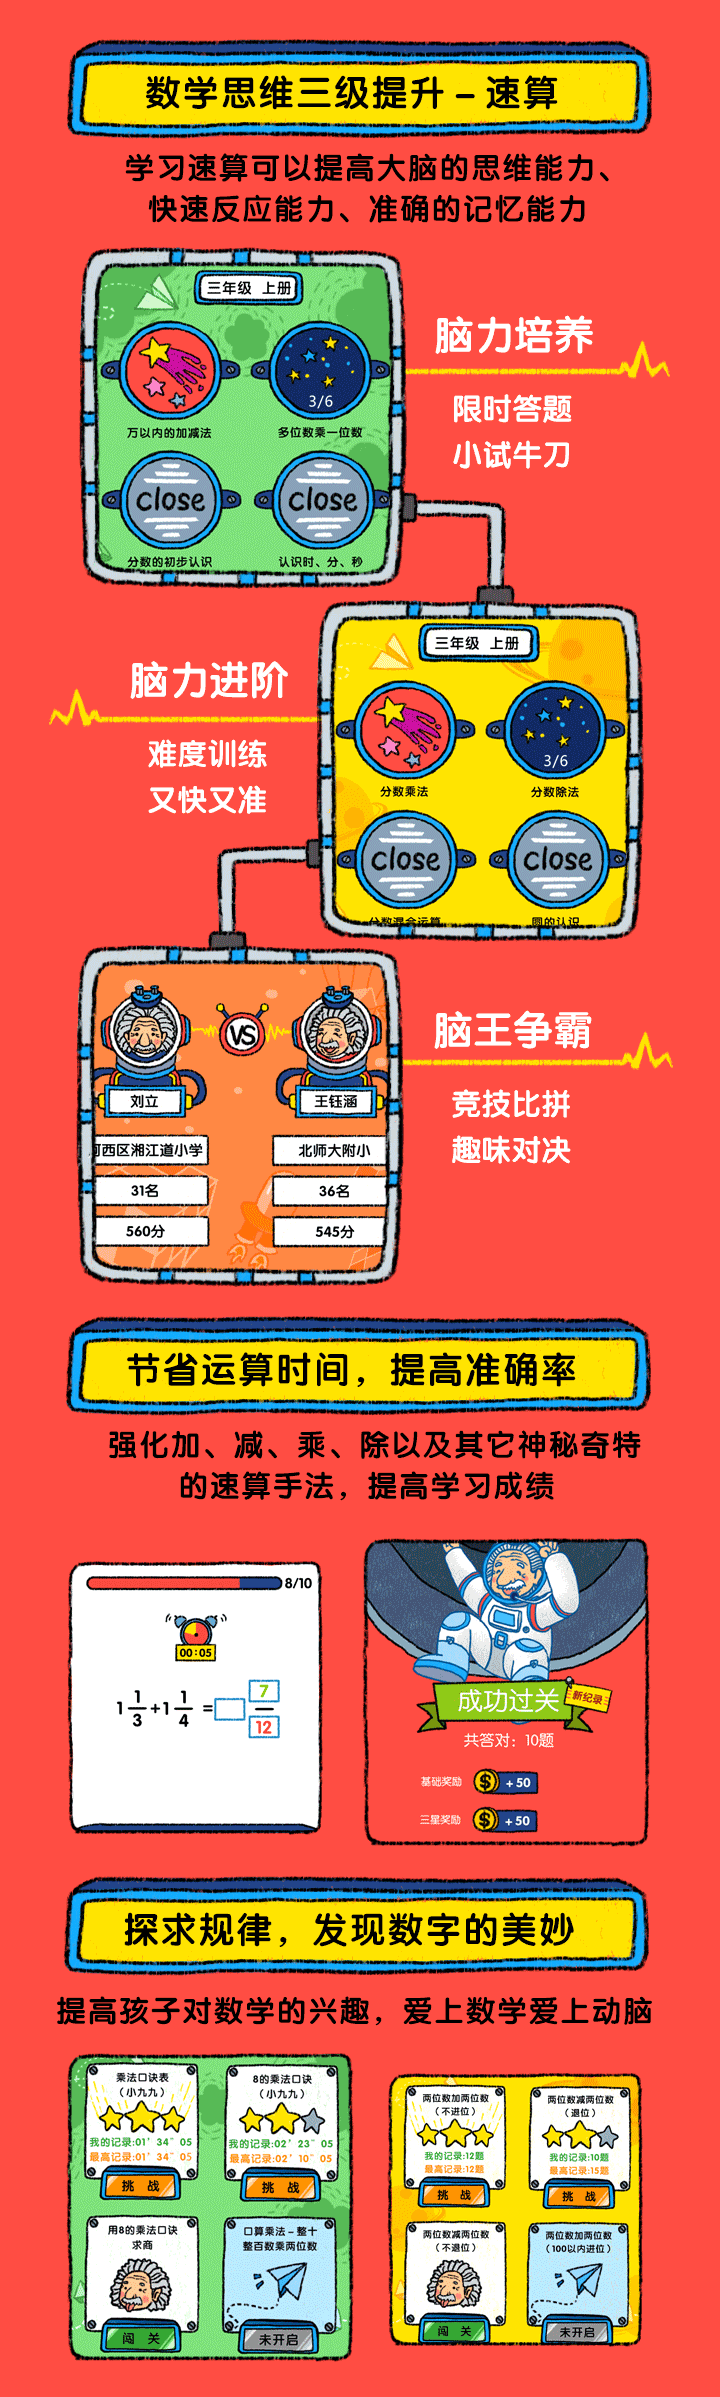 数学思维三级提升－速算
学习速算可以提高大脑的思维能力、
快速反应能力、准确的记忆能力
三年级 上册
3/6
万以内的加减法 多位数乘一位数
close close
分数的初步认识 认识时、分、秒
脑力培养
限时答题
小试牛刀
脑力进阶
难度训练
又快又准
三年级 上册
3/6
分数乘法 分数除法
close close
分数混合运算 圆的认识
VS
刘立 王钰涵
河西区湘江道小学 北师大附小
31名 36名
560分 545分
脑王争霸
竞技比拼
趣味对决
节省运算时间，提高准确率
强化加、减、乘、除以及其它神秘奇特
的速算手法，提高学习成绩
8/10
00:05
1 1/3 + 1 1/4 = 7/12
成功过关
新纪录
共答对：10题
基础奖励 $ +50
三星奖励 $ +50
探求规律，发现数字的美妙
提高孩子对数学的兴趣，爱上数学爱上动脑
乘法口诀表
（小九九）
我的记录:01′34″05
最高记录:01′34″05
挑 战
8的乘法口诀
（小九九）
我的记录:02′23″05
最高记录:02′10″05
挑 战
用8的乘法口诀
求商
闯 关
口算乘法－整十
整百数乘两位数
未开启
两位数加两位数
（不进位）
我的记录:12题
最高记录:12题
挑 战
两位数减两位数
（退位）
我的记录:10题
最高记录:15题
挑 战
两位数减两位数
（不退位）
闯 关
两位数加两位数
（100以内进位）
未开启